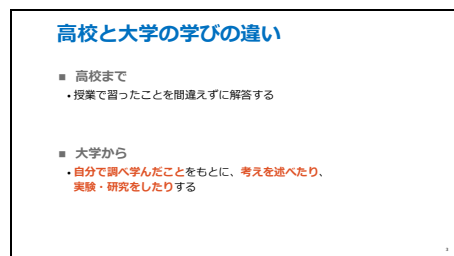 高校と大学の学びの違い
■ 高校まで
・授業で習ったことを間違えずに解答する
■ 大学から
・自分で調べ学んだことをもとに、考えを述べたり、
実験・研究をしたりする